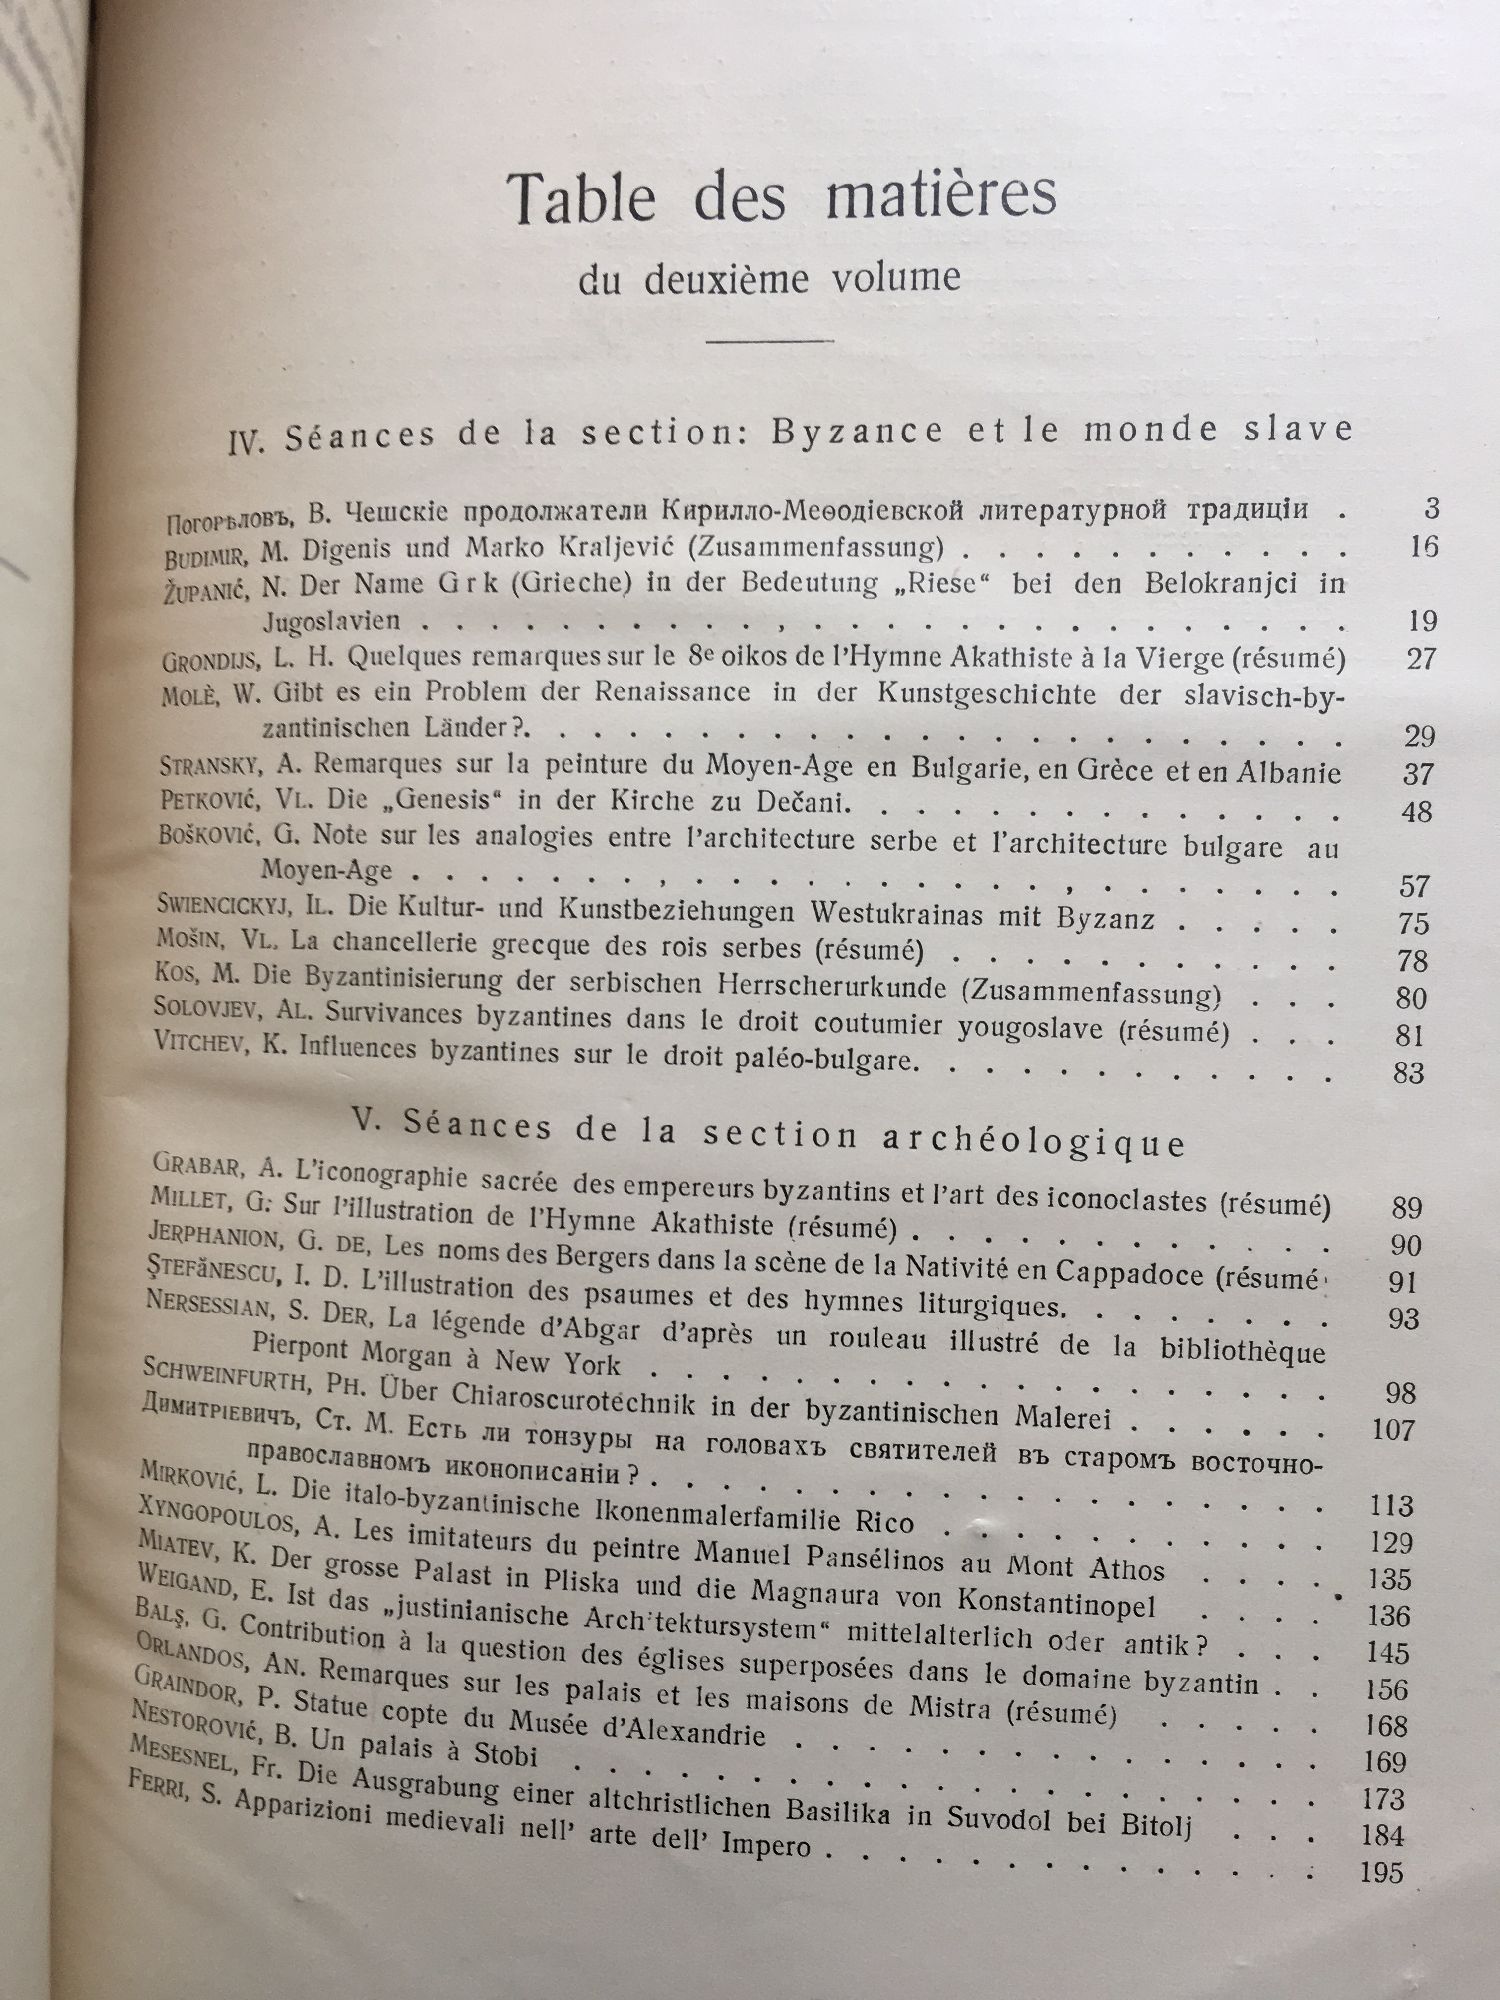 Table des matières
du deuxième volume
IV. Séances de la section: Byzance et le monde slave
Погорѣловъ, В. Чешскіе продолжатели Кирилло-Меѳодіевской литературной традиціи . 3
Budimir, M. Digenis und Marko Kraljević (Zusammenfassung) . . . . . . . . . . . 16
Županić, N. Der Name Grk (Grieche) in der Bedeutung „Riese“ bei den Belokranjci in
Jugoslavien . . . . . . . . . . . . . . . . . . . . . . . . . . 19
Grondijs, L. H. Quelques remarques sur le 8e oikos de l'Hymne Akathiste à la Vierge (résumé) 27
Molè, W. Gibt es ein Problem der Renaissance in der Kunstgeschichte der slavisch-by-
zantinischen Länder?. . . . . . . . . . . . . . . . . . . . . . . 29
Stransky, A. Remarques sur la peinture du Moyen-Age en Bulgarie, en Grèce et en Albanie 37
Petković, Vl. Die „Genesis“ in der Kirche zu Dečani. . . . . . . . . . . . . . 48
Bošković, G. Note sur les analogies entre l'architecture serbe et l'architecture bulgare au
Moyen-Age . . . . . . . . . . . . . . . . . . . . . . . . . . 57
Swiencickyj, Il. Die Kultur- und Kunstbeziehungen Westukrainas mit Byzanz . . . . . 75
Mošin, Vl. La chancellerie grecque des rois serbes (résumé) . . . . . . . . . . . 78
Kos, M. Die Byzantinisierung der serbischen Herrscherurkunde (Zusammenfassung) . . . 80
Solovjev, Al. Survivances byzantines dans le droit coutumier yougoslave (résumé) . . . 81
Vitchev, K. Influences byzantines sur le droit paléo-bulgare. . . . . . . . . . . . 83
V. Séances de la section archéologique
Grabar, A. L'iconographie sacrée des empereurs byzantins et l'art des iconoclastes (résumé) 89
Millet, G: Sur l'illustration de l'Hymne Akathiste (résumé) . . . . . . . . . . . . 90
Jerphanion, G. de, Les noms des Bergers dans la scène de la Nativité en Cappadoce (résumé 91
Ştefănescu, I. D. L'illustration des psaumes et des hymnes liturgiques. . . . . . . . 93
Nersessian, S. Der, La légende d'Abgar d'après un rouleau illustré de la bibliothèque
Pierpont Morgan à New York . . . . . . . . . . . . . . . . . . . 98
Schweinfurth, Ph. Über Chiaroscurotechnik in der byzantinischen Malerei . . . . . . 107
Димитріевичъ, Ст. М. Есть ли тонзуры на головахъ святителей въ старомъ восточно-
православномъ иконописаніи? . . . . . . . . . . . . . . . . . . . 113
Mirković, L. Die italo-byzantinische Ikonenmalerfamilie Rico . . . . . . . . . . . 129
Xyngopoulos, A. Les imitateurs du peintre Manuel Pansélinos au Mont Athos . . . . 135
Miatev, K. Der grosse Palast in Pliska und die Magnaura von Konstantinopel . . . . 136
Weigand, E. Ist das „justinianische Architektursystem“ mittelalterlich oder antik? . . . 145
Balş, G. Contribution à la question des églises superposées dans le domaine byzantin . . 156
Orlandos, An. Remarques sur les palais et les maisons de Mistra (résumé) . . . . . 168
Graindor, P. Statue copte du Musée d'Alexandrie . . . . . . . . . . . . . . . 169
Nestorović, B. Un palais à Stobi . . . . . . . . . . . . . . . . . . . . . 173
Mesesnel, Fr. Die Ausgrabung einer altchristlichen Basilika in Suvodol bei Bitolj . . . 184
Ferri, S. Apparizioni medievali nell' arte dell' Impero . . . . . . . . . . . . . . 195